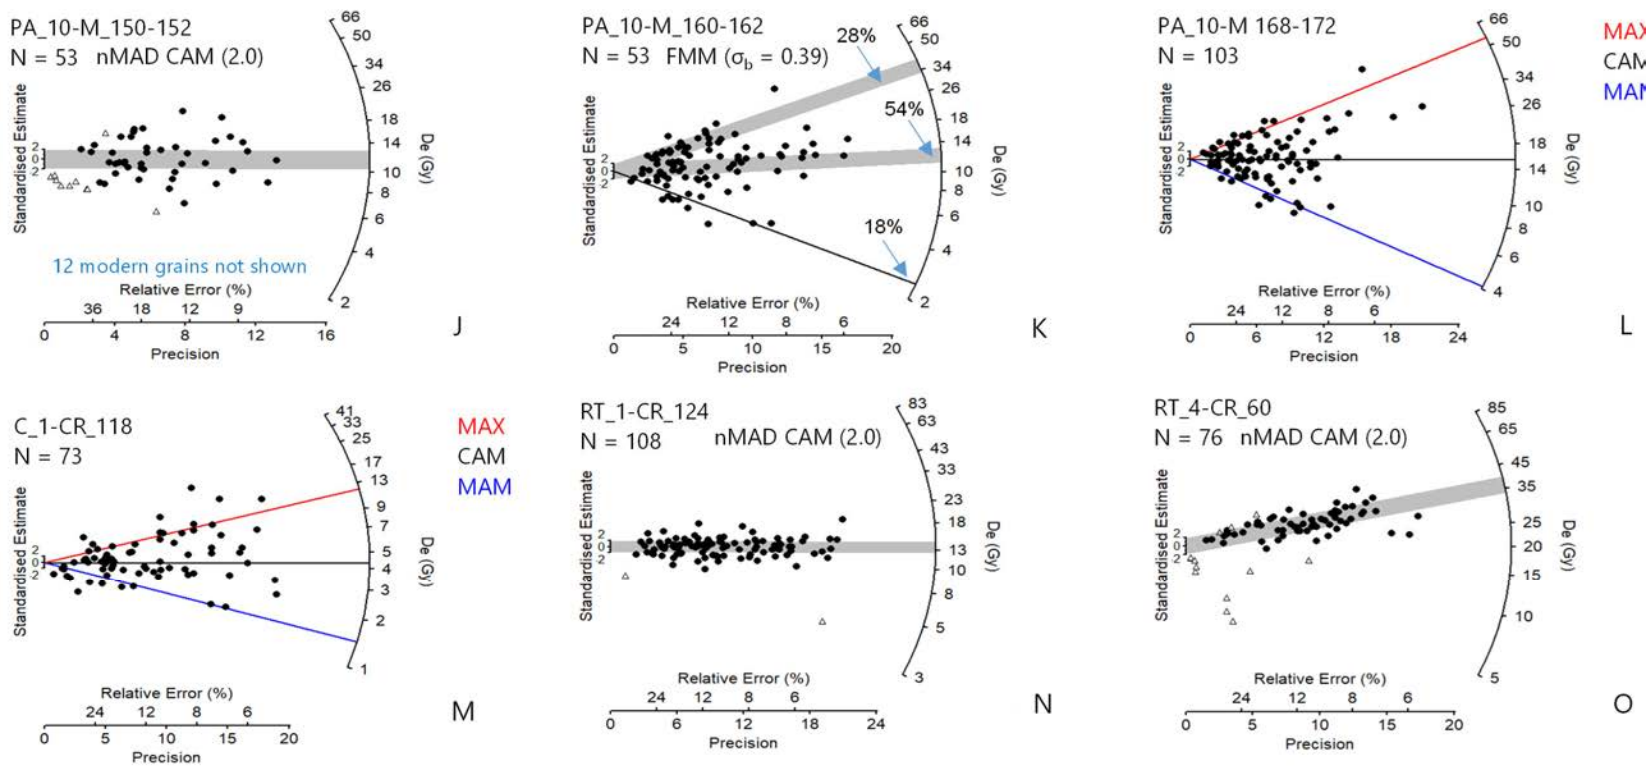 PA_10-M_150-152
N = 53 nMAD CAM (2.0)
Standardised Estimate
2
0
-2
66
50
34
26
18
14
10
8
6
4
2
De (Gy)
12 modern grains not shown
Relative Error (%)
36 18 12 9
0 4 8 12 16
Precision
J
PA_10-M_160-162
N = 53 FMM (σb = 0.39)
28%
54%
18%
Standardised Estimate
2
0
-2
66
50
34
26
18
14
10
8
6
4
2
De (Gy)
Relative Error (%)
24 12 8 6
0 5 10 15 20
Precision
K
PA_10-M 168-172
N = 103
MAX
CAM
Standardised Estimate
2
0
-2
66
50
34
26
18
14
10
8
6
4
De (Gy)
Relative Error (%)
24 12 8 6
0 6 12 18 24
Precision
L
C_1-CR_118
N = 73
MAX
CAM
MAM
Standardised Estimate
2
0
-2
41
33
25
17
13
9
7
5
4
3
2
1
De (Gy)
Relative Error (%)
24 12 8 6
0 5 10 15 20
Precision
M
RT_1-CR_124
N = 108 nMAD CAM (2.0)
Standardised Estimate
2
0
-2
83
63
43
33
23
18
13
10
8
5
3
De (Gy)
Relative Error (%)
24 12 8 6
0 6 12 18 24
Precision
N
RT_4-CR_60
N = 76 nMAD CAM (2.0)
Standardised Estimate
2
0
-2
85
65
45
35
25
20
15
10
5
De (Gy)
Relative Error (%)
24 12 8 6
0 5 10 15 20
Precision
O